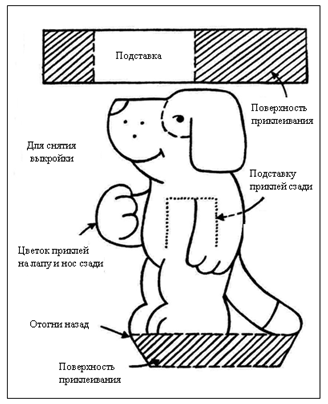 Подставка
Поверхность
приклеивания
Для снятия
выкройки
Подставку
приклей сзади
Цветок приклей
на лапу и нос сзади
Отогни назад
Поверхность
приклеивания